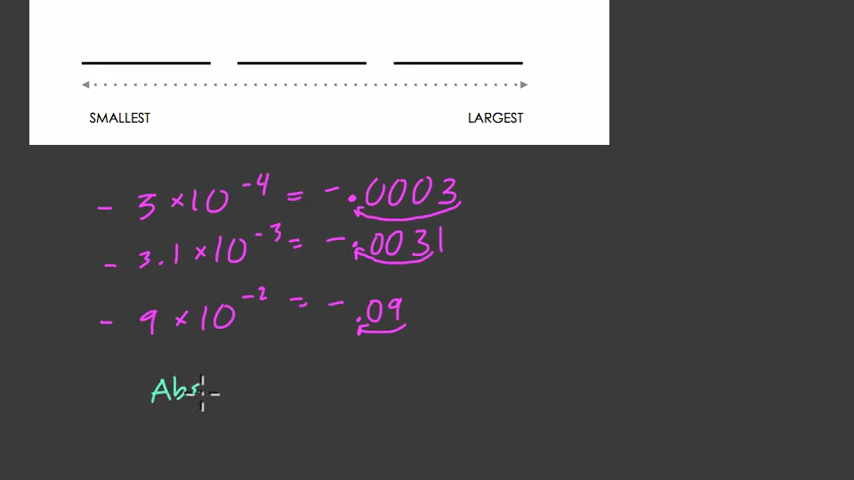 SMALLEST LARGEST
- 3 × 10^-4 = - .0003
- 3.1 × 10^-3 = - .0031
- 9 × 10^-2 = - .09
Abs